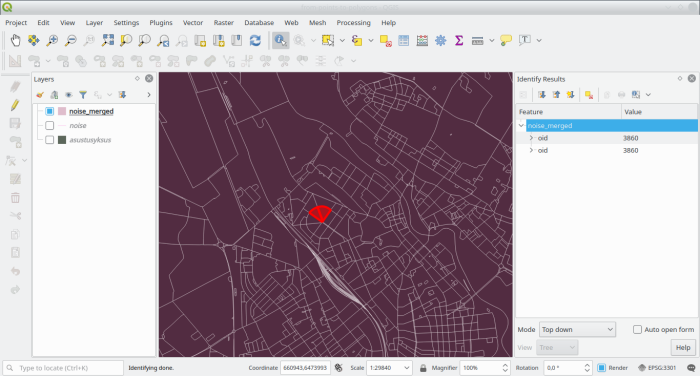 Project Edit View Layer Settings Plugins Vector Raster Database Web Mesh Processing Help
Layers
noise_merged
noise
asustusyksus
Identify Results
Feature Value
noise_merged
oid 3860
oid 3860
Mode Top down Auto open form
View Tree Help
Type to locate (Ctrl+K) Identifying done. Coordinate 660943,6473993 Scale 1:29840 Magnifier 100% Rotation 0,0 ° Render EPSG:3301